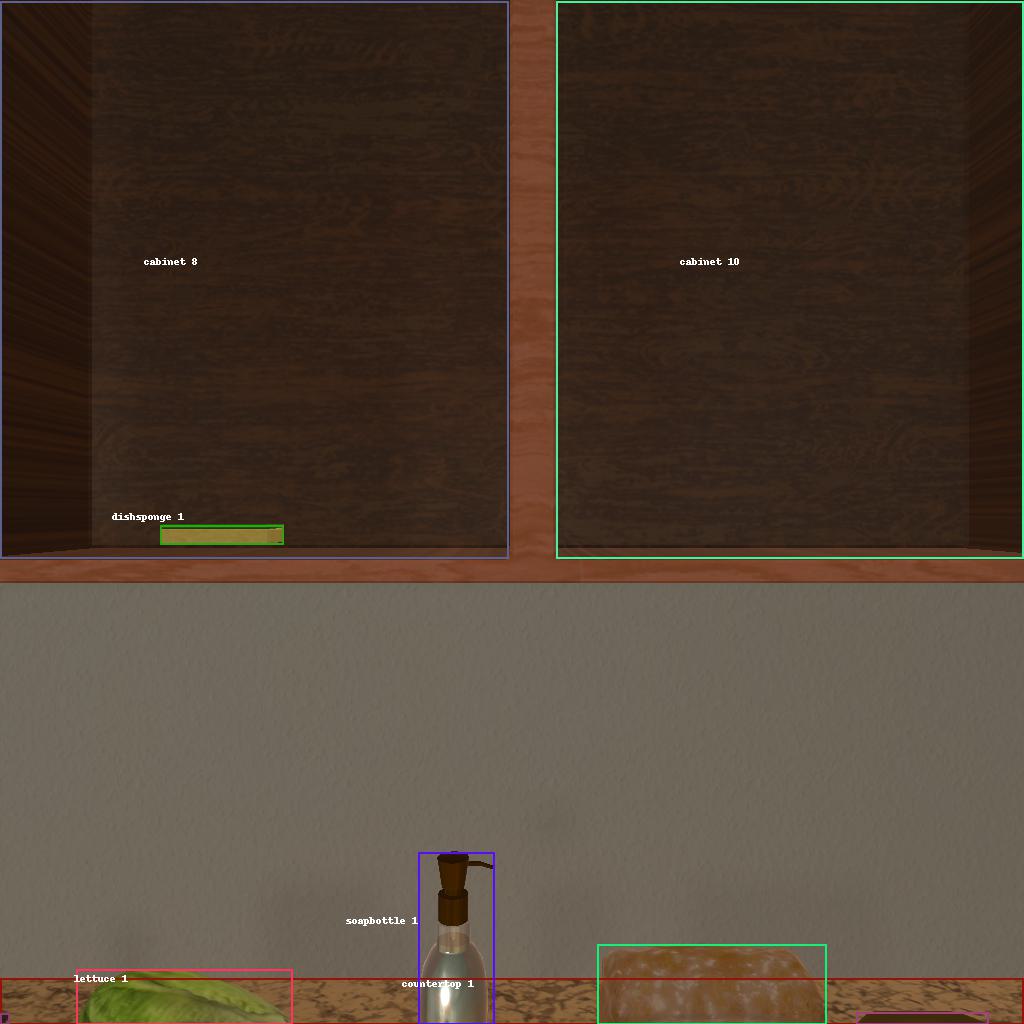 cabinet 8
cabinet 10
dishsponge 1
soapbottle 1
lettuce 1
countertop 1